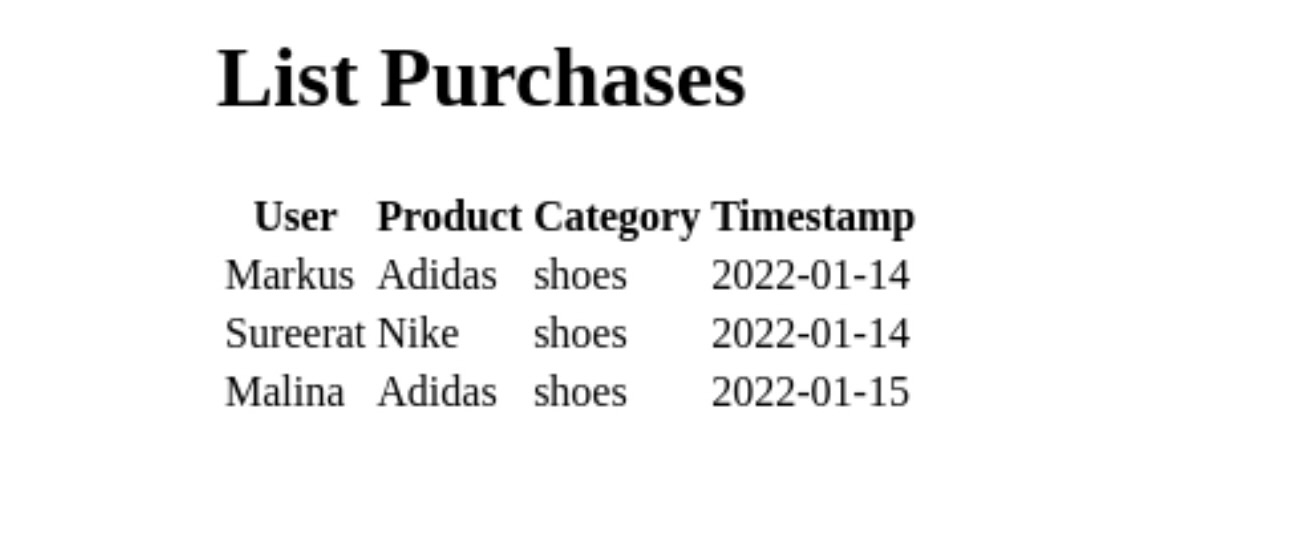 List Purchases
User Product Category Timestamp
Markus Adidas shoes 2022-01-14
Sureerat Nike shoes 2022-01-14
Malina Adidas shoes 2022-01-15